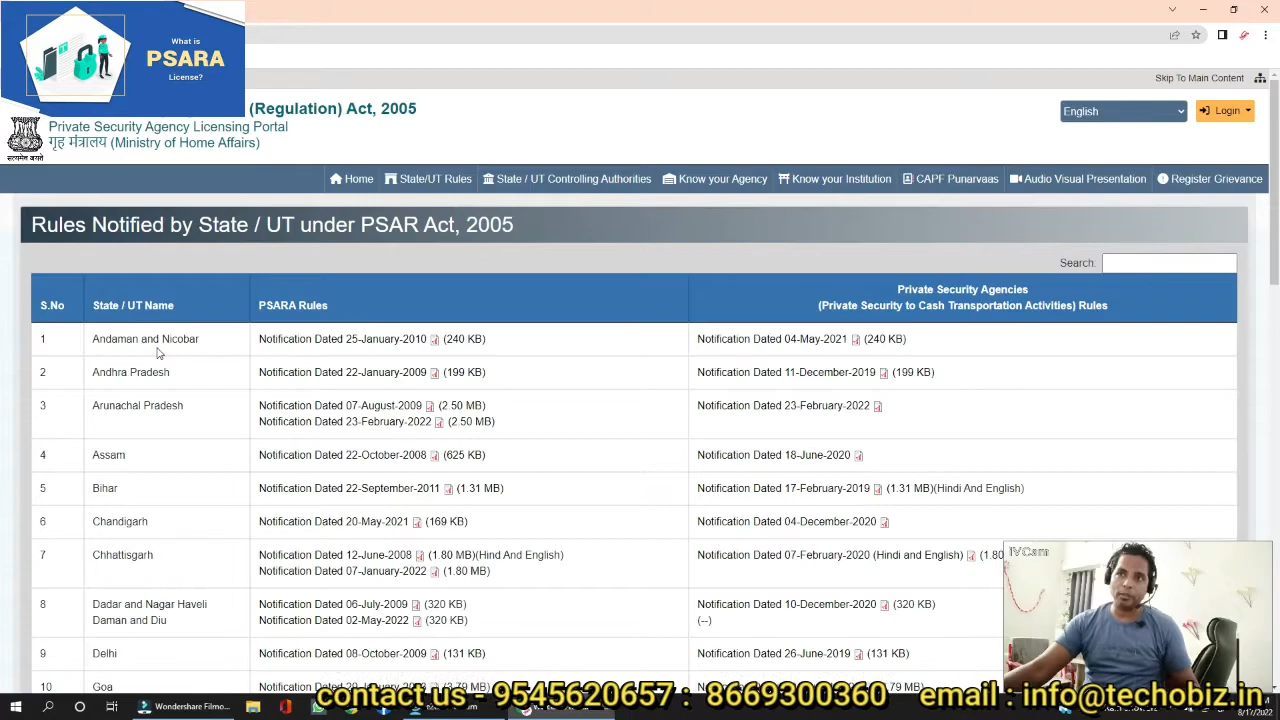 What is
PSARA
License?
Skip To Main Content
(Regulation) Act, 2005
Private Security Agency Licensing Portal
गृह मंत्रालय (Ministry of Home Affairs)
सत्यमेव जयते
English
Login
Home
State/UT Rules
State / UT Controlling Authorities
Know your Agency
Know your Institution
CAPF Punarvaas
Audio Visual Presentation
Register Grievance
Rules Notified by State / UT under PSAR Act, 2005
Search:
S.No
State / UT Name
PSARA Rules
Private Security Agencies
(Private Security to Cash Transportation Activities) Rules
1
Andaman and Nicobar
Notification Dated 25-January-2010 (240 KB)
Notification Dated 04-May-2021 (240 KB)
2
Andhra Pradesh
Notification Dated 22-January-2009 (199 KB)
Notification Dated 11-December-2019 (199 KB)
3
Arunachal Pradesh
Notification Dated 07-August-2009 (2.50 MB)
Notification Dated 23-February-2022 (2.50 MB)
Notification Dated 23-February-2022
4
Assam
Notification Dated 22-October-2008 (625 KB)
Notification Dated 18-June-2020
5
Bihar
Notification Dated 22-September-2011 (1.31 MB)
Notification Dated 17-February-2019 (1.31 MB)(Hindi And English)
6
Chandigarh
Notification Dated 20-May-2021 (169 KB)
Notification Dated 04-December-2020
7
Chhattisgarh
Notification Dated 12-June-2008 (1.80 MB)(Hind And English)
Notification Dated 07-January-2022 (1.80 MB)
Notification Dated 07-February-2020 (Hindi and English) (1.80
IVCam
8
Dadar and Nagar Haveli
Daman and Diu
Notification Dated 06-July-2009 (320 KB)
Notification Dated 02-May-2022 (320 KB)
Notification Dated 10-December-2020 (320 KB)
(--)
9
Delhi
Notification Dated 08-October-2009 (131 KB)
Notification Dated 26-June-2019 (131 KB)
10
Goa
contact us - 9545620657 : 8669300360 email : info@techobiz.in
Wondershare Filmo...
8/17/2022